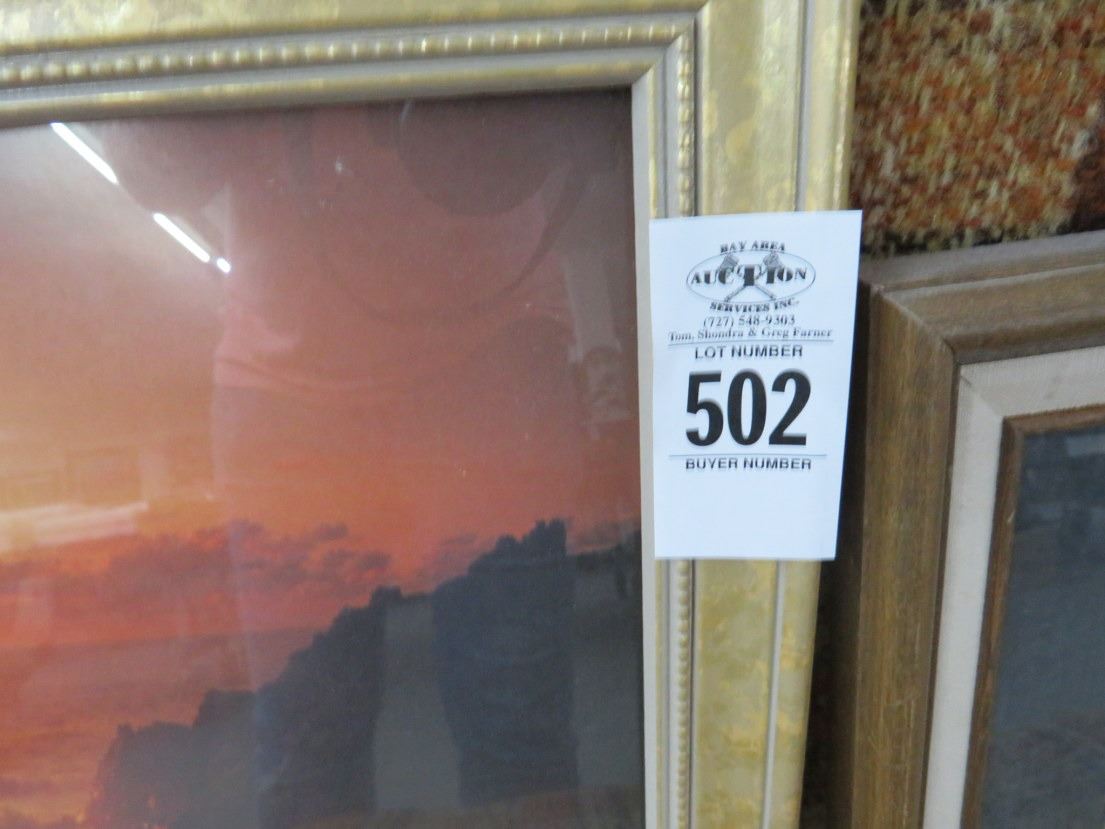 BAY AREA
AUCTION
SERVICES INC.
(727) 548-9303
Tom, Shondra & Greg Farner
LOT NUMBER
502
BUYER NUMBER